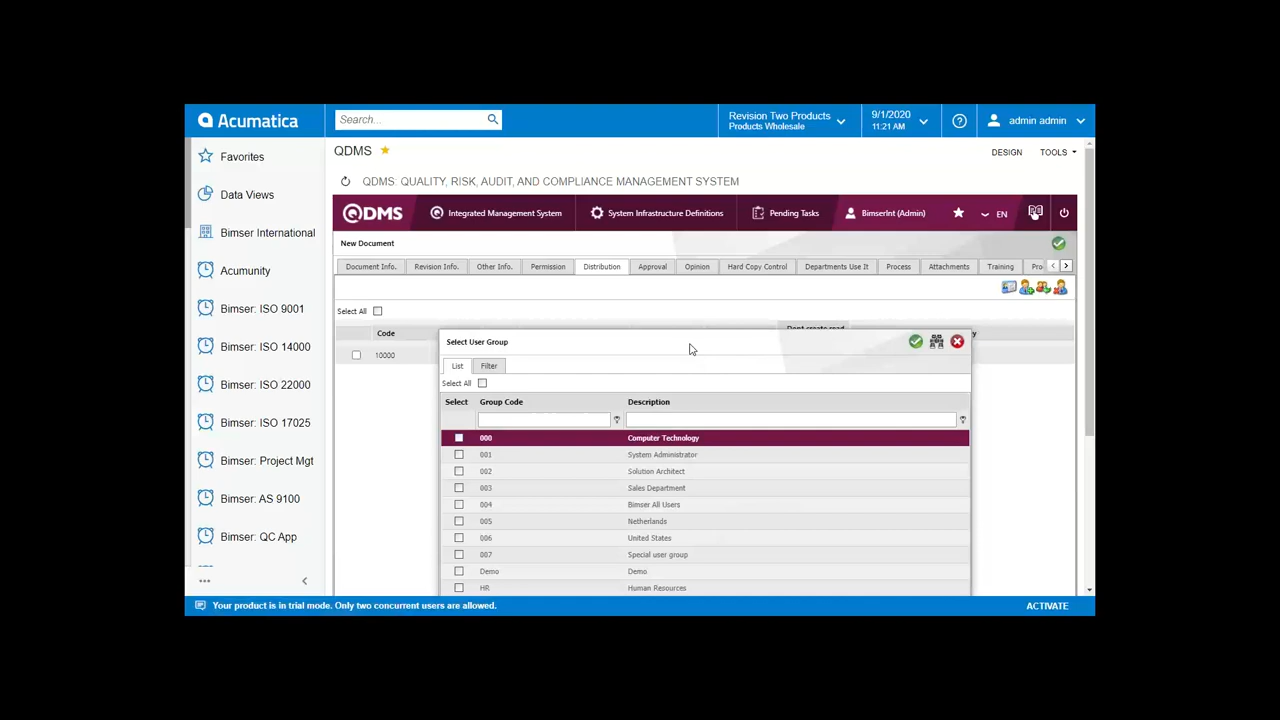 Acumatica
Search...
Revision Two Products
Products Wholesale
9/1/2020
11:21 AM
admin admin
Favorites
Data Views
Bimser International
Acumunity
Bimser: ISO 9001
Bimser: ISO 14000
Bimser: ISO 22000
Bimser: ISO 17025
Bimser: Project Mgt
Bimser: AS 9100
Bimser: QC App
QDMS
DESIGN TOOLS
QDMS: QUALITY, RISK, AUDIT, AND COMPLIANCE MANAGEMENT SYSTEM
QDMS Integrated Management System System Infrastructure Definitions Pending Tasks BimserInt (Admin) EN
New Document
Document Info. Revision Info. Other Info. Permission Distribution Approval Opinion Hard Copy Control Departments Use It Process Attachments Training Pro
Select All
Code
10000
Select User Group
List Filter
Select All
Select Group Code Description
000 Computer Technology
001 System Administrator
002 Solution Architect
003 Sales Department
004 Bimser All Users
005 Netherlands
006 United States
007 Special user group
Demo Demo
HR Human Resources
Your product is in trial mode. Only two concurrent users are allowed.
ACTIVATE